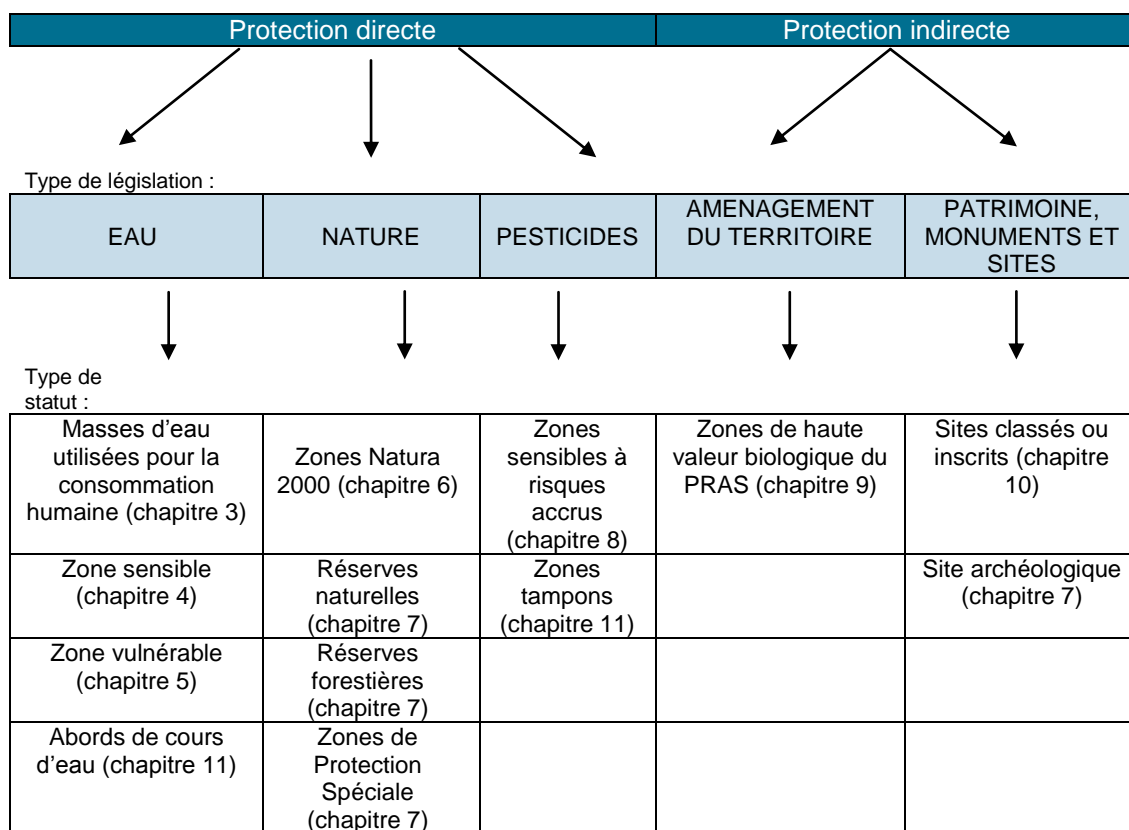 Protection directe
Protection indirecte
Type de législation :
EAU
NATURE
PESTICIDES
AMENAGEMENT
DU TERRITOIRE
PATRIMOINE,
MONUMENTS ET
SITES
Type de
statut :
Masses d'eau
utilisées pour la
consommation
humaine (chapitre 3)
Zones Natura
2000 (chapitre 6)
Zones
sensibles à
risques
accrus
(chapitre 8)
Zones de haute
valeur biologique du
PRAS (chapitre 9)
Sites classés ou
inscrits (chapitre
10)
Zone sensible
(chapitre 4)
Réserves
naturelles
(chapitre 7)
Zones
tampons
(chapitre 11)
Site archéologique
(chapitre 7)
Zone vulnérable
(chapitre 5)
Réserves
forestières
(chapitre 7)
Abords de cours
d'eau (chapitre 11)
Zones de
Protection
Spéciale
(chapitre 7)